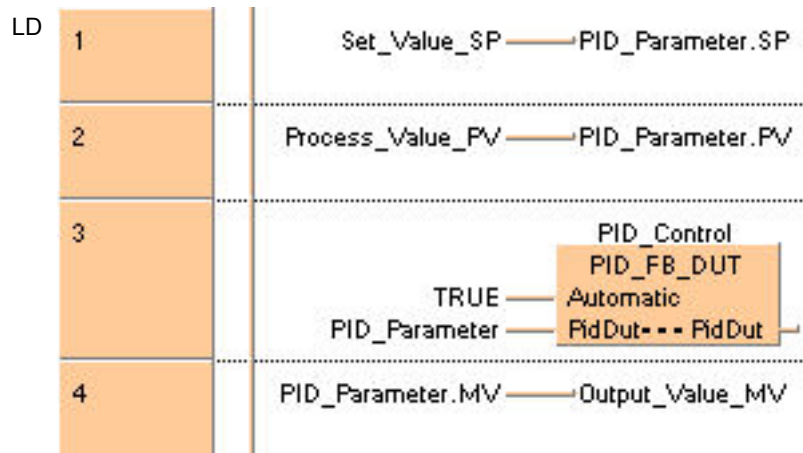 LD
1
Set_Value_SP PID_Parameter.SP
2
Process_Value_PV PID_Parameter.PV
3
PID_Control
PID_FB_DUT
TRUE Automatic
PID_Parameter PidDut PidDut
4
PID_Parameter.MV Output_Value_MV